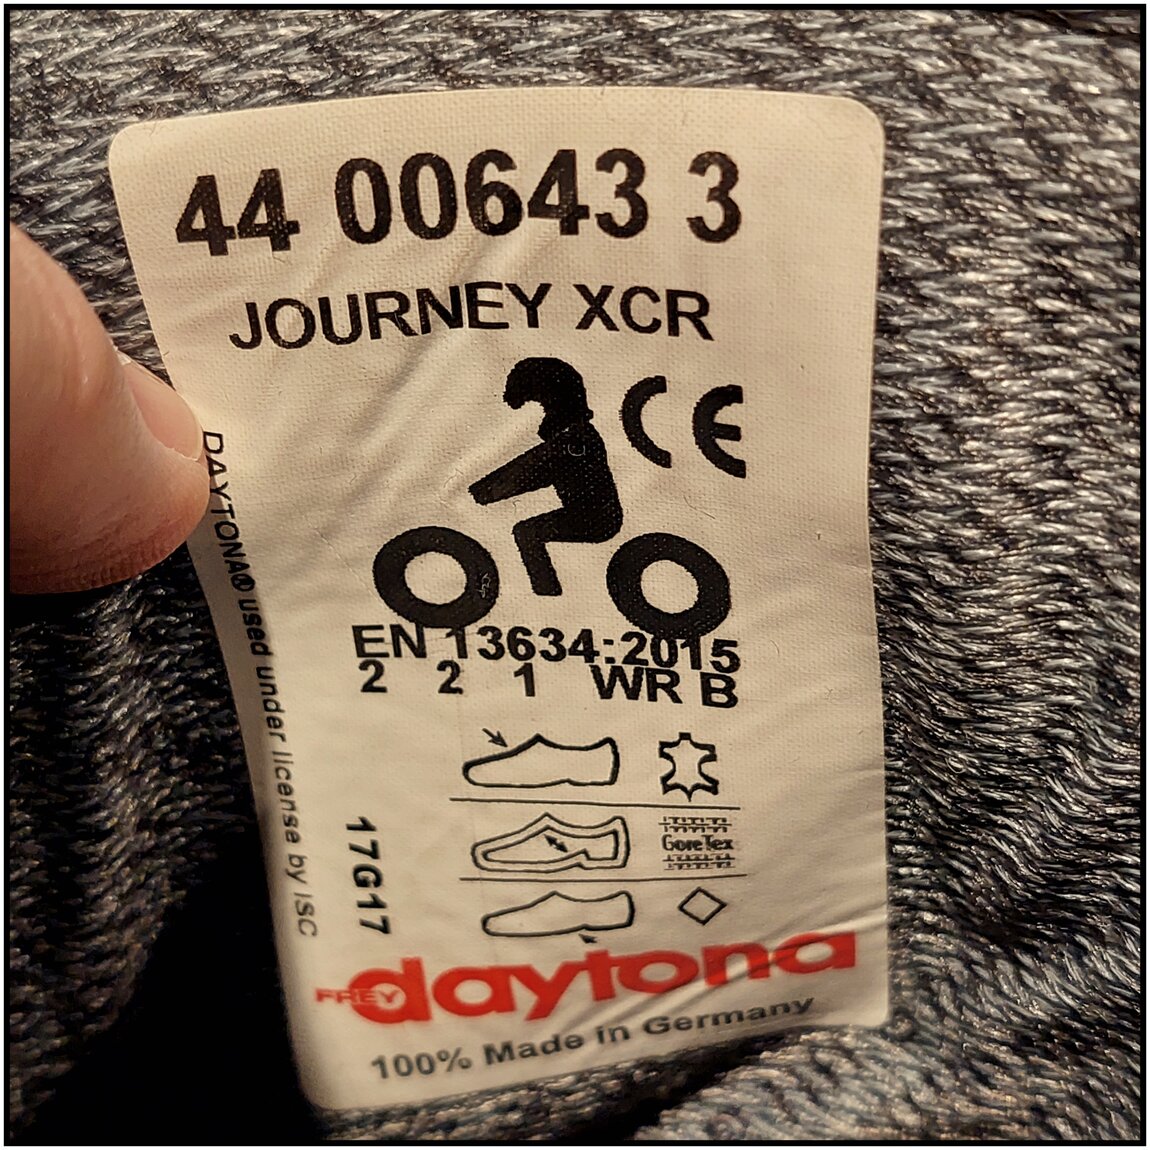 44 00643 3
JOURNEY XCR
CE
EN 13634:2015
2 2 1 WR B
GoreTex
DAYTONA® used under license by ISC
17G17
FREY daytona
100% Made in Germany